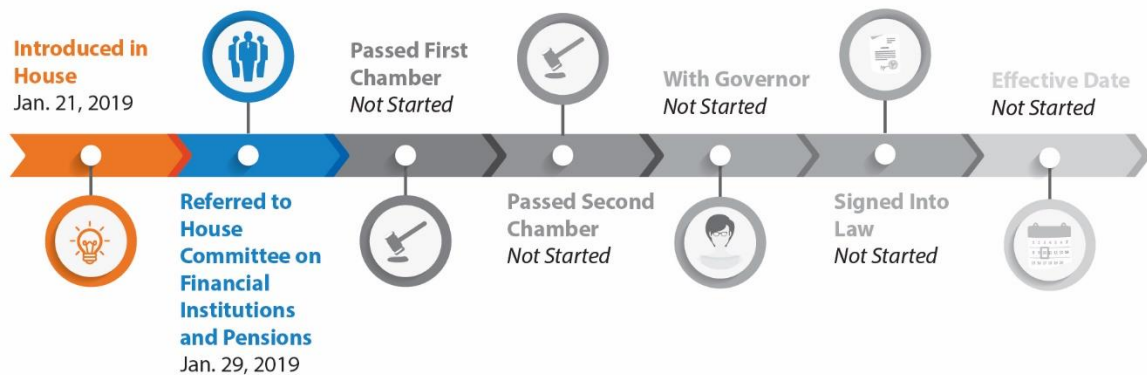 Introduced in
House
Jan. 21, 2019
Referred to
House
Committee on
Financial
Institutions
and Pensions
Jan. 29, 2019
Passed First
Chamber
Not Started
Passed Second
Chamber
Not Started
With Governor
Not Started
Signed Into
Law
Not Started
Effective Date
Not Started